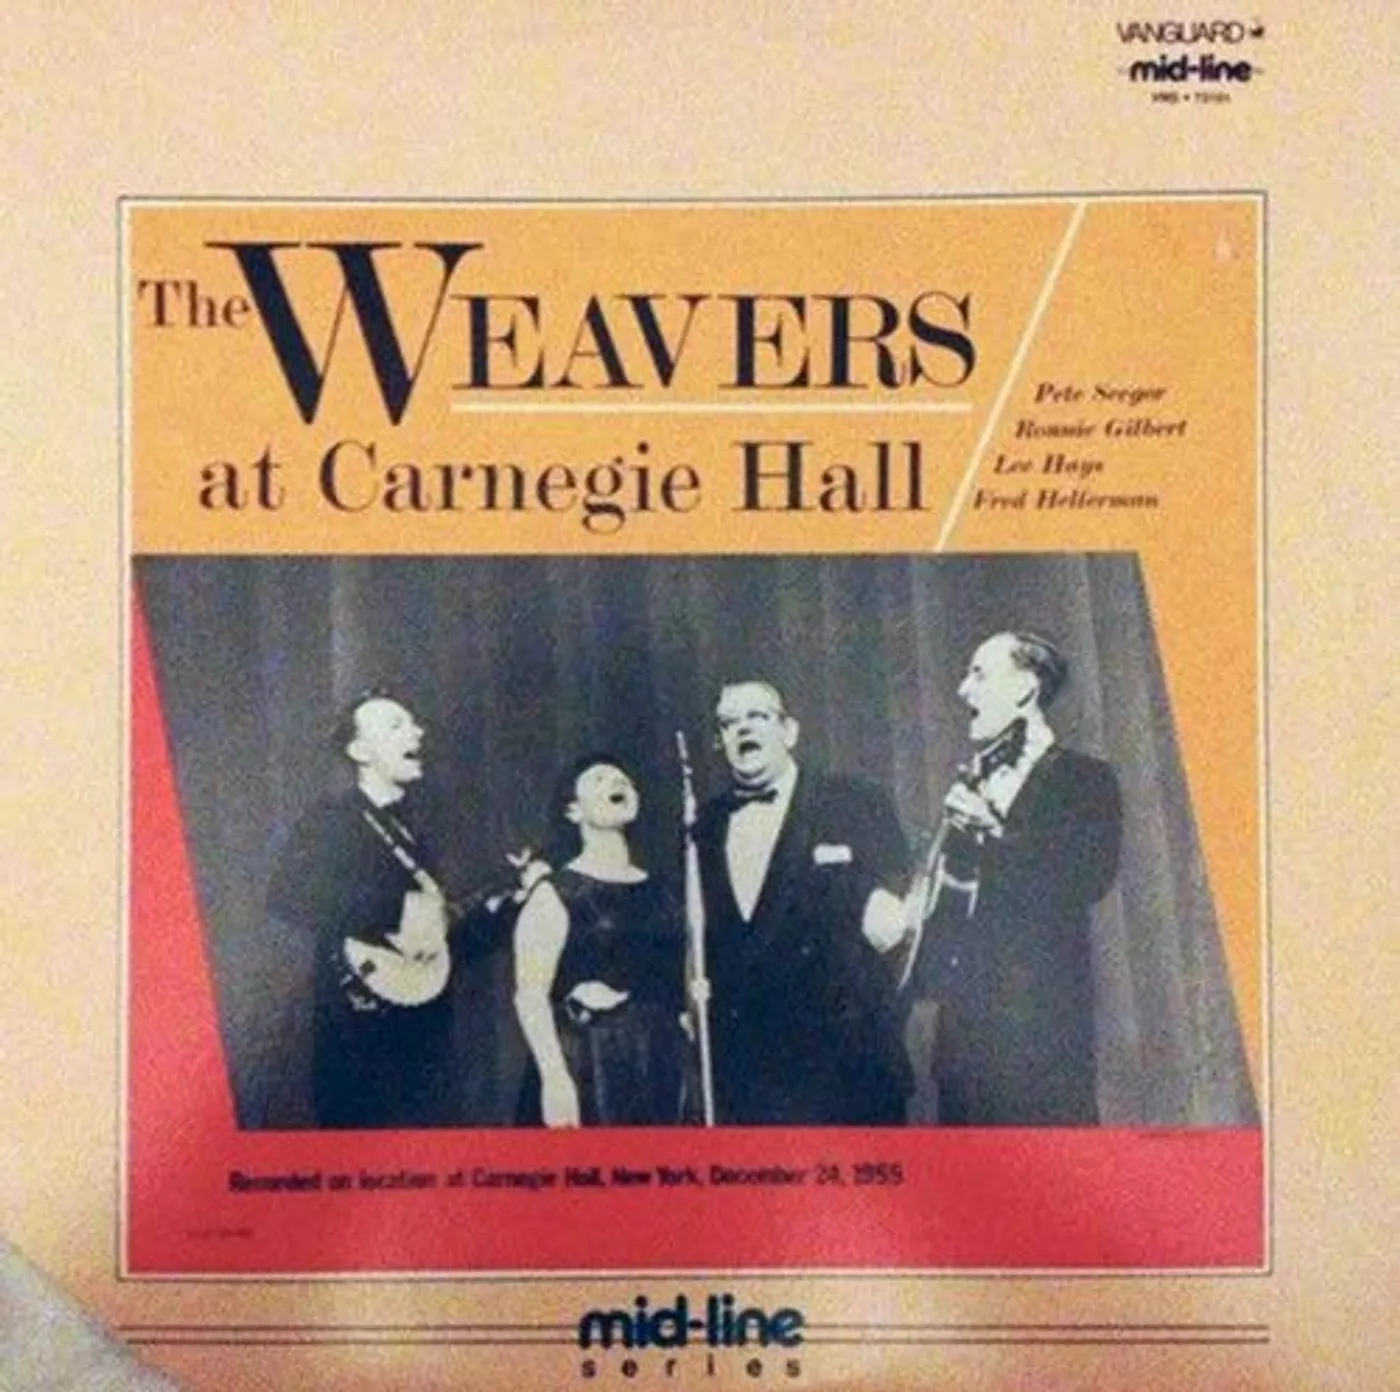 VANGUARD
mid-line
The WEAVERS
at Carnegie Hall
Pete Seeger
Ronnie Gilbert
Lee Hays
Fred Hellerman
Recorded on location at Carnegie Hall, New York, December 24, 1955
mid-line
series